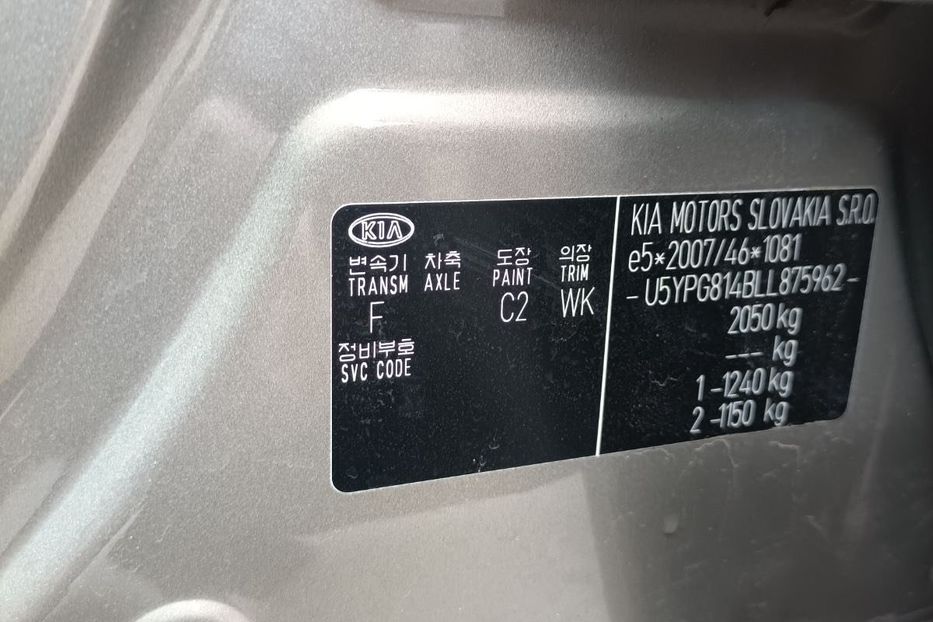 KIA
변속기 차축 도장 의장
TRANSM AXLE PAINT TRIM
F C2 WK
정비부호
SVC CODE
KIA MOTORS SLOVAKIA S.R.O.
e5*2007/46*1081
- U5YPG814BLL875962 -
2050 kg
--- kg
1 -1240 kg
2 -1150 kg